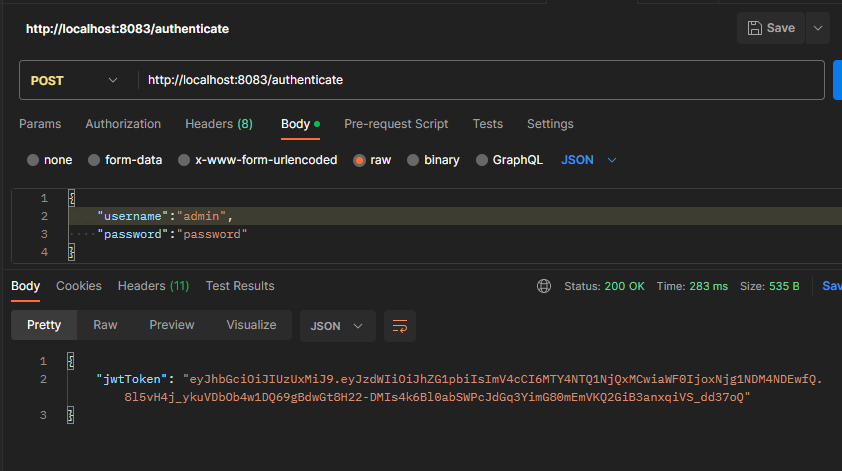 http://localhost:8083/authenticate
Save
POST
http://localhost:8083/authenticate
Params Authorization Headers (8) Body Pre-request Script Tests Settings
none form-data x-www-form-urlencoded raw binary GraphQL JSON
1 {
2 "username":"admin",
3 "password":"password"
4 }
Body Cookies Headers (11) Test Results Status: 200 OK Time: 283 ms Size: 535 B Sav
Pretty Raw Preview Visualize JSON
1 {
2 "jwtToken": "eyJhbGciOiJIUzUxMiJ9.eyJzdWIiOiJhZG1pbiIsImV4cCI6MTY4NTQ1NjQxMCwiaWF0IjoxNjg1NDM4NDEwfQ.
8l5vH4j_ykuVDbOb4w1DQ69gBdwGt8H22-DMIs4k6Bl0abSWPcJdGq3YimG80mEmVKQ2GiB3anxqiVS_dd37oQ"
3 }